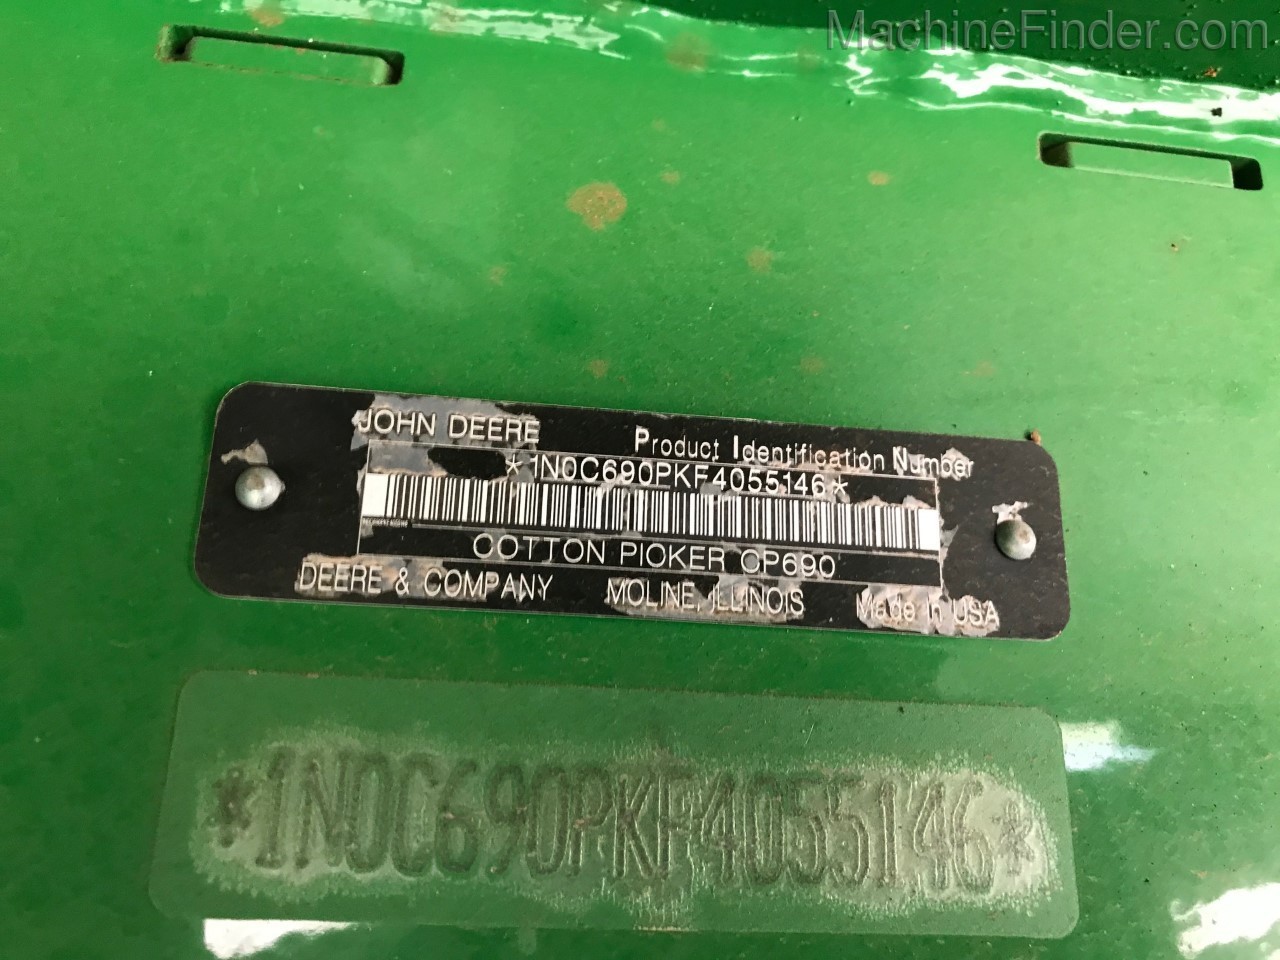 MachineFinder.com
JOHN DEERE Product Identification Number
*1N0C690PKF4055146*
COTTON PICKER CP690
DEERE & COMPANY MOLINE, ILLINOIS Made in USA
*1N0C690PKF4055146*